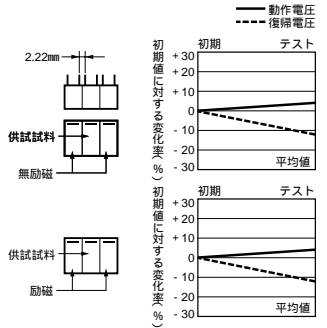 動作電圧
復帰電圧
2.22mm
供試試料
無励磁
初期値に対する変化率(%)
初期
テスト
+30
+20
+10
0
-10
-20
-30
平均値
供試試料
励磁
初期値に対する変化率(%)
初期
テスト
+30
+20
+10
0
-10
-20
-30
平均値